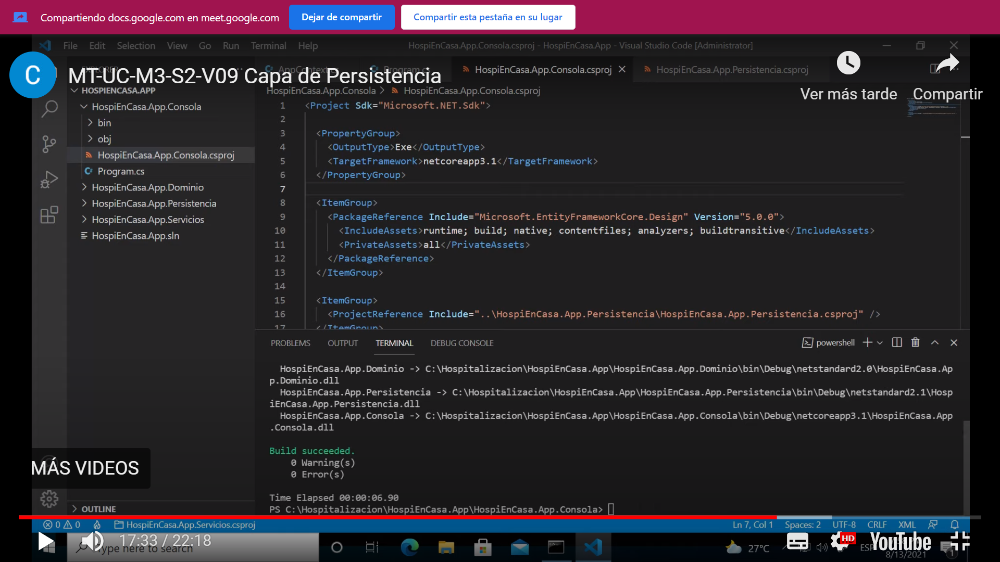 Compartiendo docs.google.com en meet.google.com
Dejar de compartir
Compartir esta pestaña en su lugar
File Edit Selection View Go Run Terminal Help
HospiEnCasa.App.Consola.csproj - HospiEnCasa.App - Visual Studio Code [Administrator]
C
MT-UC-M3-S2-V09 Capa de Persistencia
EXPLORER
HospiEnCasa.App.Consola.csproj
HospiEnCasa.App.Persistencia.csproj
Ver más tarde
Compartir
HOSPIENCASA.APP
HospiEnCasa.App.Consola
bin
obj
HospiEnCasa.App.Consola.csproj
Program.cs
HospiEnCasa.App.Dominio
HospiEnCasa.App.Persistencia
HospiEnCasa.App.Servicios
HospiEnCasa.App.sln
OUTLINE
HospiEnCasa.App.Consola > HospiEnCasa.App.Consola.csproj
1 <Project Sdk="Microsoft.NET.Sdk">
2
3 <PropertyGroup>
4 <OutputType>Exe</OutputType>
5 <TargetFramework>netcoreapp3.1</TargetFramework>
6 </PropertyGroup>
7
8 <ItemGroup>
9 <PackageReference Include="Microsoft.EntityFrameworkCore.Design" Version="5.0.0">
10 <IncludeAssets>runtime; build; native; contentfiles; analyzers; buildtransitive</IncludeAssets>
11 <PrivateAssets>all</PrivateAssets>
12 </PackageReference>
13 </ItemGroup>
14
15 <ItemGroup>
16 <ProjectReference Include="..\HospiEnCasa.App.Persistencia\HospiEnCasa.App.Persistencia.csproj" />
17 </ItemGroup>
PROBLEMS OUTPUT TERMINAL DEBUG CONSOLE
powershell
HospiEnCasa.App.Dominio -> C:\Hospitalizacion\HospiEnCasa.App\HospiEnCasa.App.Dominio\bin\Debug\netstandard2.0\HospiEnCasa.Ap
p.Dominio.dll
HospiEnCasa.App.Persistencia -> C:\Hospitalizacion\HospiEnCasa.App\HospiEnCasa.App.Persistencia\bin\Debug\netstandard2.1\Hosp
iEnCasa.App.Persistencia.dll
HospiEnCasa.App.Consola -> C:\Hospitalizacion\HospiEnCasa.App\HospiEnCasa.App.Consola\bin\Debug\netcoreapp3.1\HospiEnCasa.App
.Consola.dll
Build succeeded.
0 Warning(s)
0 Error(s)
Time Elapsed 00:00:06.90
PS C:\Hospitalizacion\HospiEnCasa.App\HospiEnCasa.App.Consola>
MÁS VIDEOS
0 0 HospiEnCasa.App.Servicios.csproj
Ln 7, Col 1 Spaces: 2 UTF-8 CRLF XML
17:33 / 22:18
Type here to search
27°C
ESP
HD
YouTube
8/13/2021
1